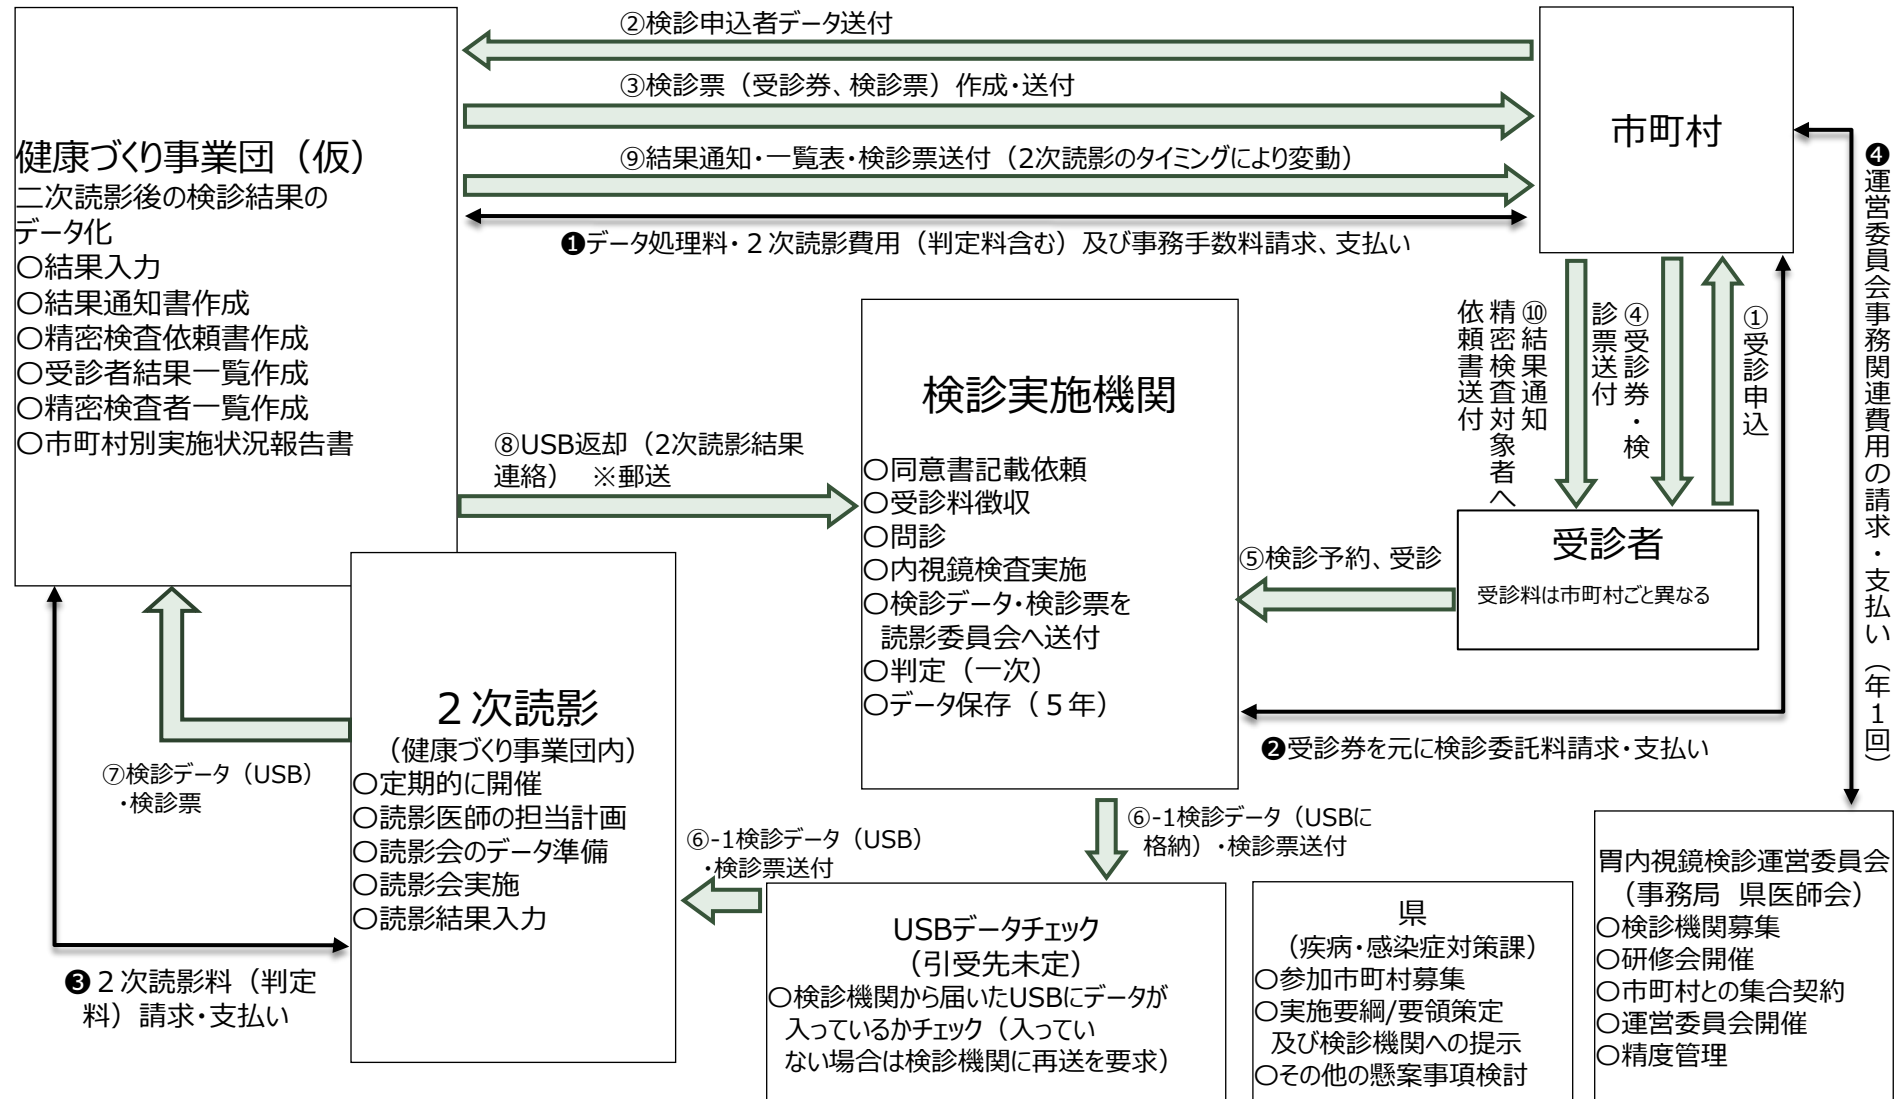 ②検診申込者データ送付
③検診票（受診券、検診票）作成・送付
⑨結果通知・一覧表・検診票送付（2次読影のタイミングにより変動）
❶データ処理料・２次読影費用（判定料含む）及び事務手数料請求、支払い
健康づくり事業団（仮）
二次読影後の検診結果の
データ化
〇結果入力
〇結果通知書作成
〇精密検査依頼書作成
〇受診者結果一覧作成
〇精密検査者一覧作成
〇市町村別実施状況報告書
市町村
❹運営委員会事務関連費用の請求・支払い（年１回）
①受診申込
④受診券・検
診票送付
⑩結果通知
精密検査対象者へ
依頼書送付
検診実施機関
〇同意書記載依頼
〇受診料徴収
〇問診
〇内視鏡検査実施
〇検診データ・検診票を
読影委員会へ送付
〇判定（一次）
〇データ保存（５年）
⑧USB返却（2次読影結果
連絡）　※郵送
受診者
受診料は市町村ごと異なる
⑤検診予約、受診
❷受診券を元に検診委託料請求・支払い
２次読影
（健康づくり事業団内）
〇定期的に開催
〇読影医師の担当計画
〇読影会のデータ準備
〇読影会実施
〇読影結果入力
⑦検診データ（USB）
・検診票
❸２次読影料（判定
料）請求・支払い
⑥-1検診データ（USB）
・検診票送付
⑥-1検診データ（USBに
格納）・検診票送付
USBデータチェック
（引受先未定）
〇検診機関から届いたUSBにデータが
入っているかチェック（入ってい
ない場合は検診機関に再送を要求）
県
（疾病・感染症対策課）
〇参加市町村募集
〇実施要綱/要領策定
及び検診機関への提示
〇その他の懸案事項検討
胃内視鏡検診運営委員会
（事務局　県医師会）
〇検診機関募集
〇研修会開催
〇市町村との集合契約
〇運営委員会開催
〇精度管理